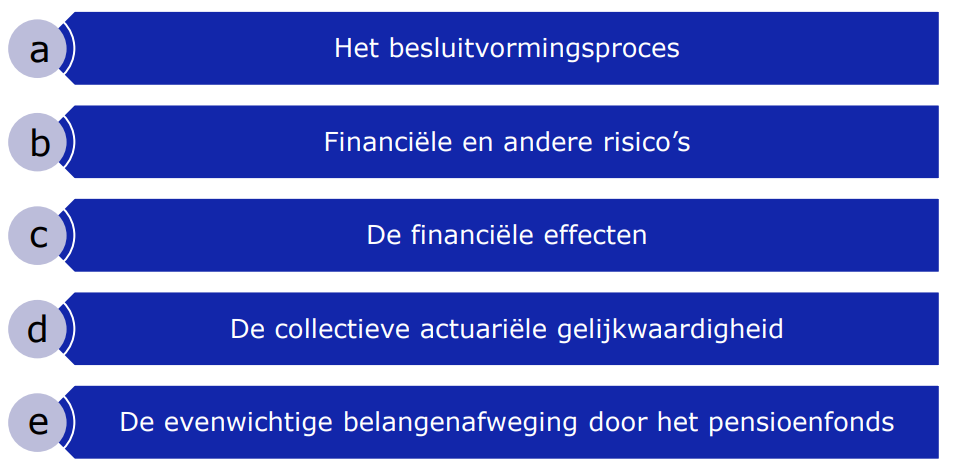 a Het besluitvormingsproces
b Financiële en andere risico’s
c De financiële effecten
d De collectieve actuariële gelijkwaardigheid
e De evenwichtige belangenafweging door het pensioenfonds